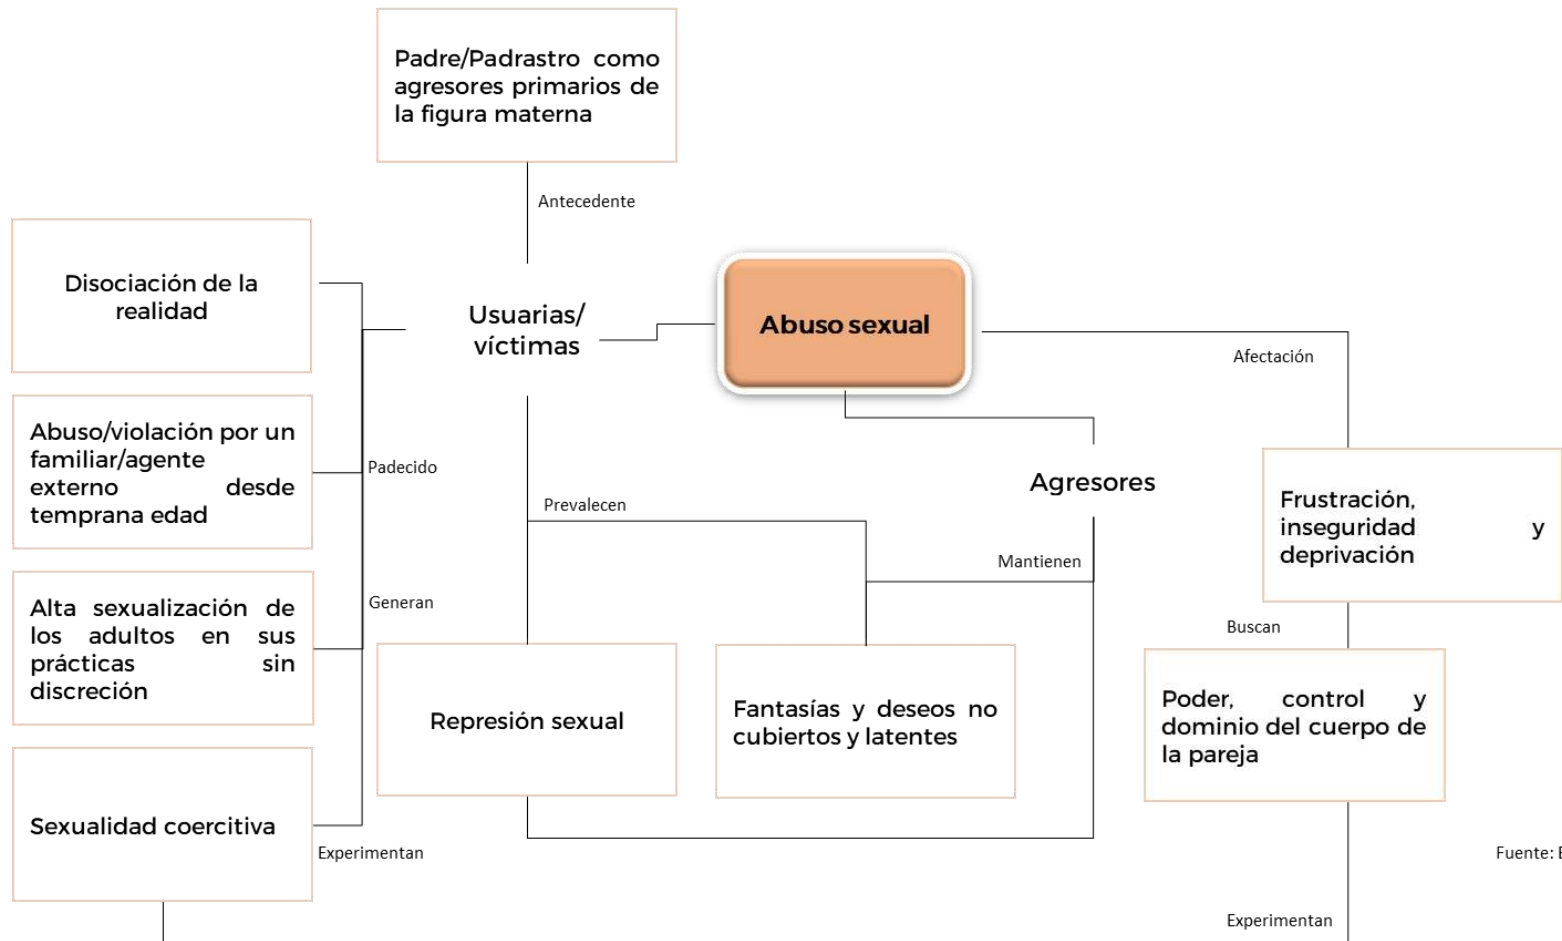 Padre/Padrastro como
agresores primarios de
la figura materna
Antecedente
Disociación de la
realidad
Usuarias/
víctimas
Abuso sexual
Afectación
Abuso/violación por un
familiar/agente
externo desde
temprana edad
Padecido
Prevalecen
Agresores
Mantienen
Frustración,
inseguridad y
deprivación
Alta sexualización de
los adultos en sus
prácticas sin
discreción
Generan
Buscan
Represión sexual
Fantasías y deseos no
cubiertos y latentes
Poder, control y
dominio del cuerpo de
la pareja
Sexualidad coercitiva
Experimentan
Fuente:
Experimentan